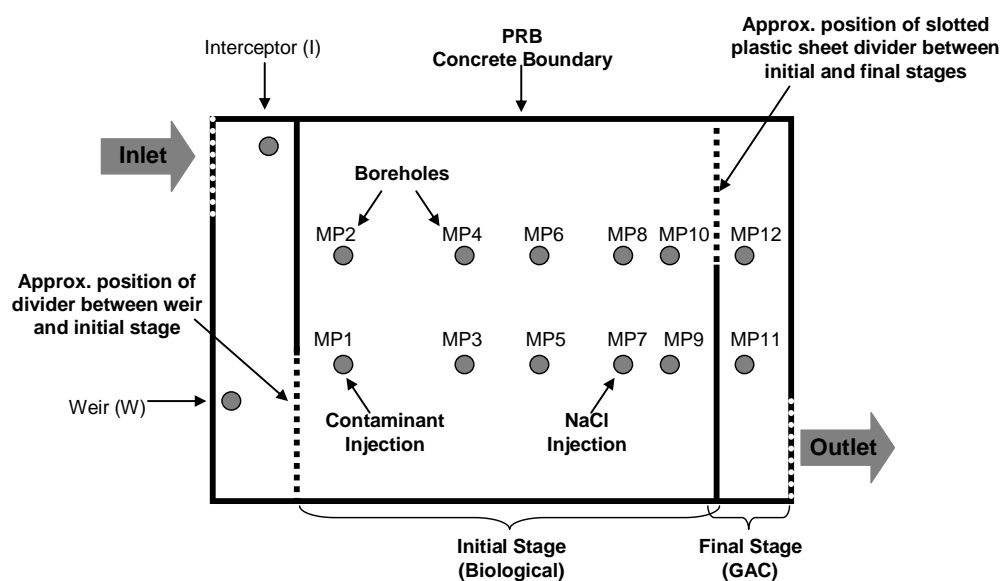 Interceptor (I)
PRB
Concrete Boundary
Approx. position of slotted
plastic sheet divider between
initial and final stages
Inlet
Boreholes
MP2
MP4
MP6
MP8
MP10
MP12
Approx. position of
divider between weir
and initial stage
MP1
MP3
MP5
MP7
MP9
MP11
Weir (W)
Contaminant
Injection
NaCl
Injection
Outlet
Initial Stage
(Biological)
Final Stage
(GAC)